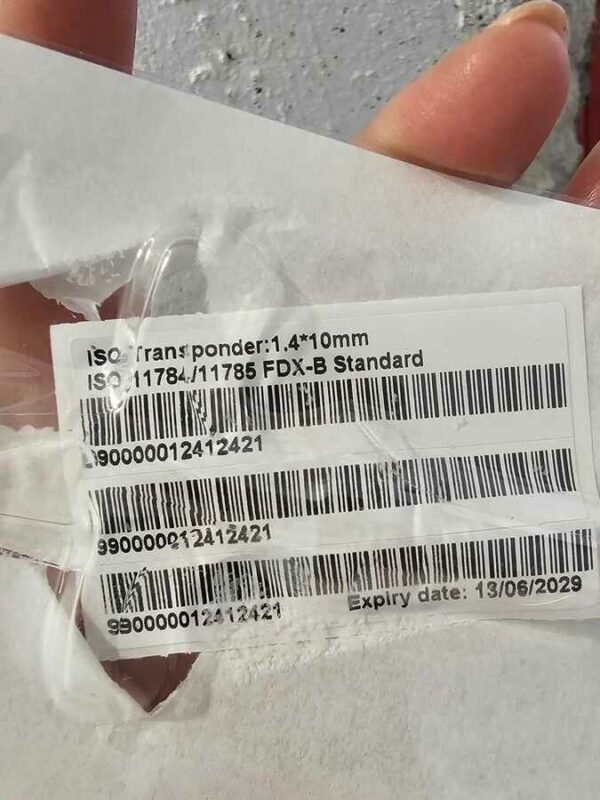 ISO Transponder:1.4*10mm
ISO 11784/11785 FDX-B Standard
990000012412421
990000012412421
990000012412421
Expiry date: 13/06/2029